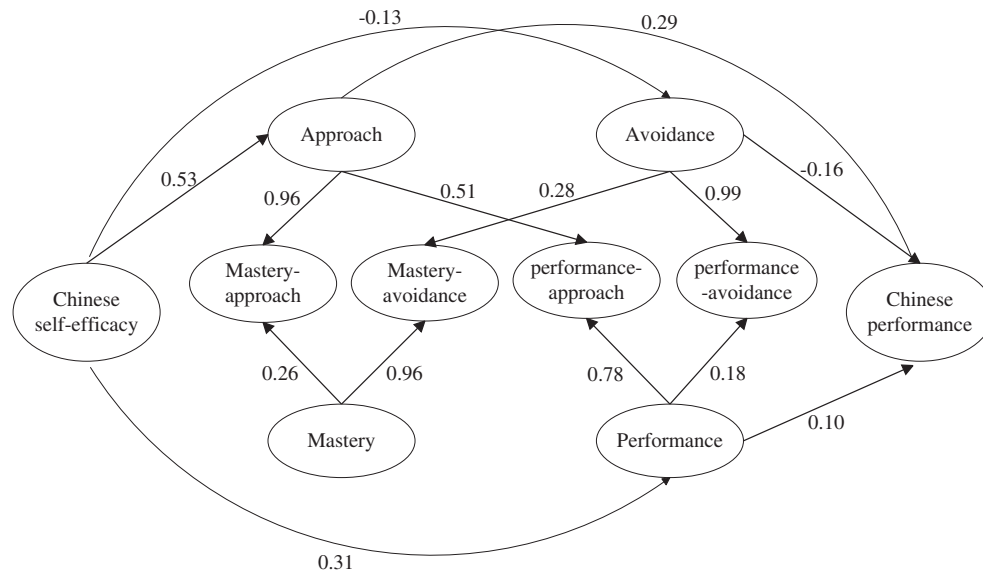 -0.13
0.29
Approach
Avoidance
0.53
0.96
0.51
0.28
0.99
-0.16
Chinese
self-efficacy
Mastery-
approach
Mastery-
avoidance
performance-
approach
performance
-avoidance
Chinese
performance
0.26
0.96
0.78
0.18
0.10
Mastery
Performance
0.31